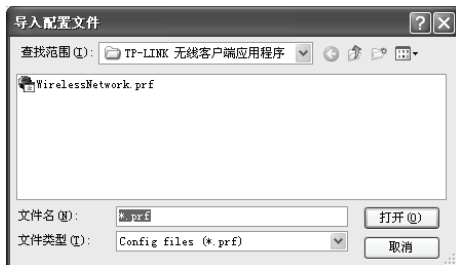 导入配置文件
查找范围(I): TP-LINK 无线客户端应用程序
WirelessNetwork.prf
文件名(N): *.prf 打开(O)
文件类型(T): Config files (*.prf) 取消